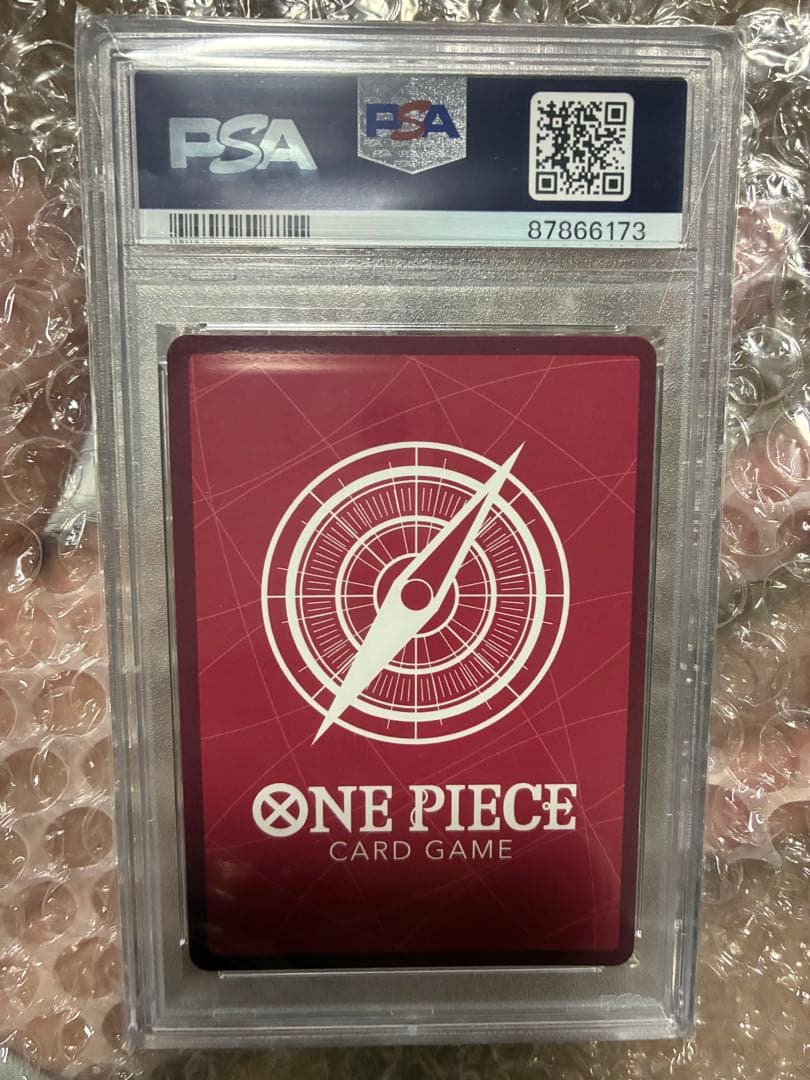 PSA
PSA
87866173
ONE PIECE
CARD GAME